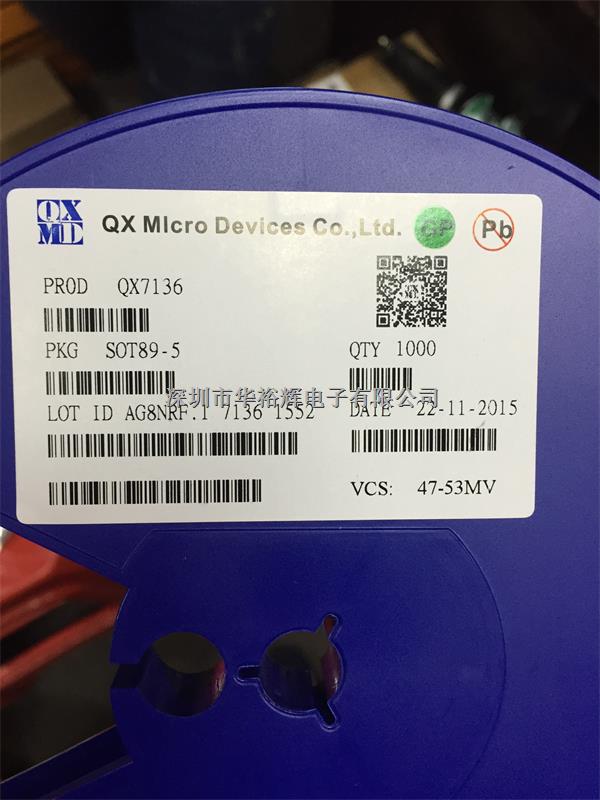 QX MD
QX MIcro Devices Co.,Ltd. GP Pb
PROD QX7136
PKG SOT89-5 QTY 1000
深圳市华裕辉电子有限公司
LOT ID AG8NRF.1 7136 1552 DATE 22-11-2015
VCS: 47-53MV